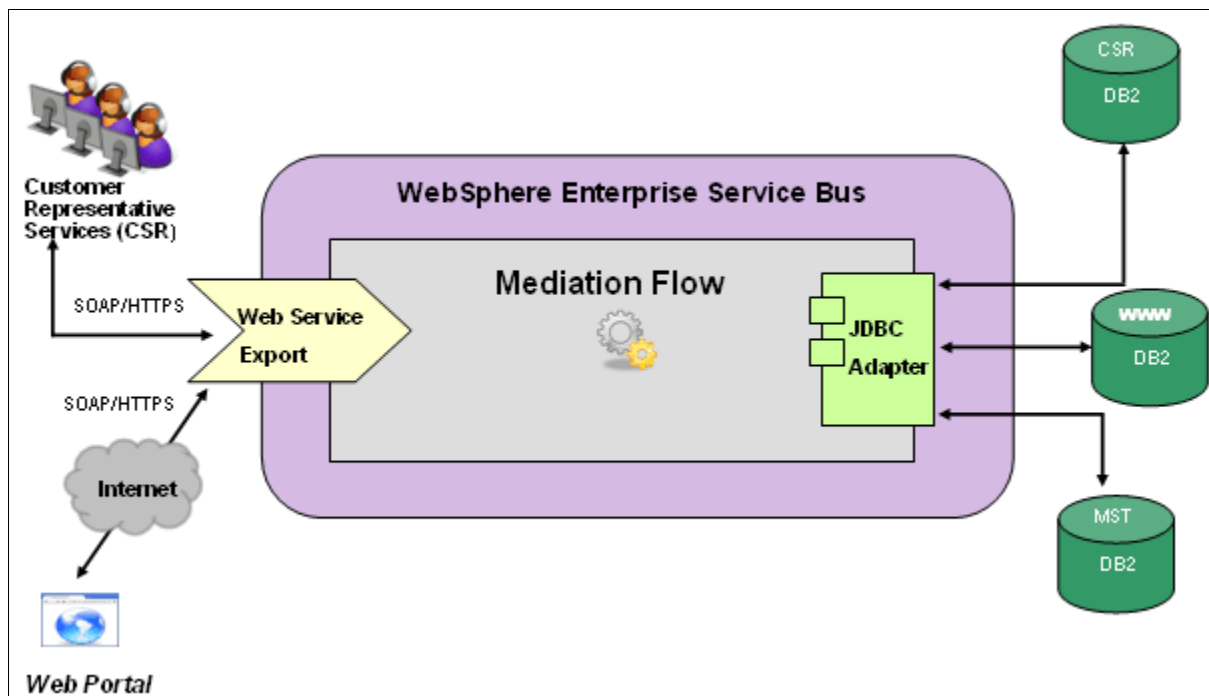 CSR
DB2
Customer
Representative
Services (CSR)
WebSphere Enterprise Service Bus
Mediation Flow
SOAP/HTTPS
Web Service
Export
JDBC
Adapter
www
DB2
SOAP/HTTPS
Internet
MST
DB2
Web Portal